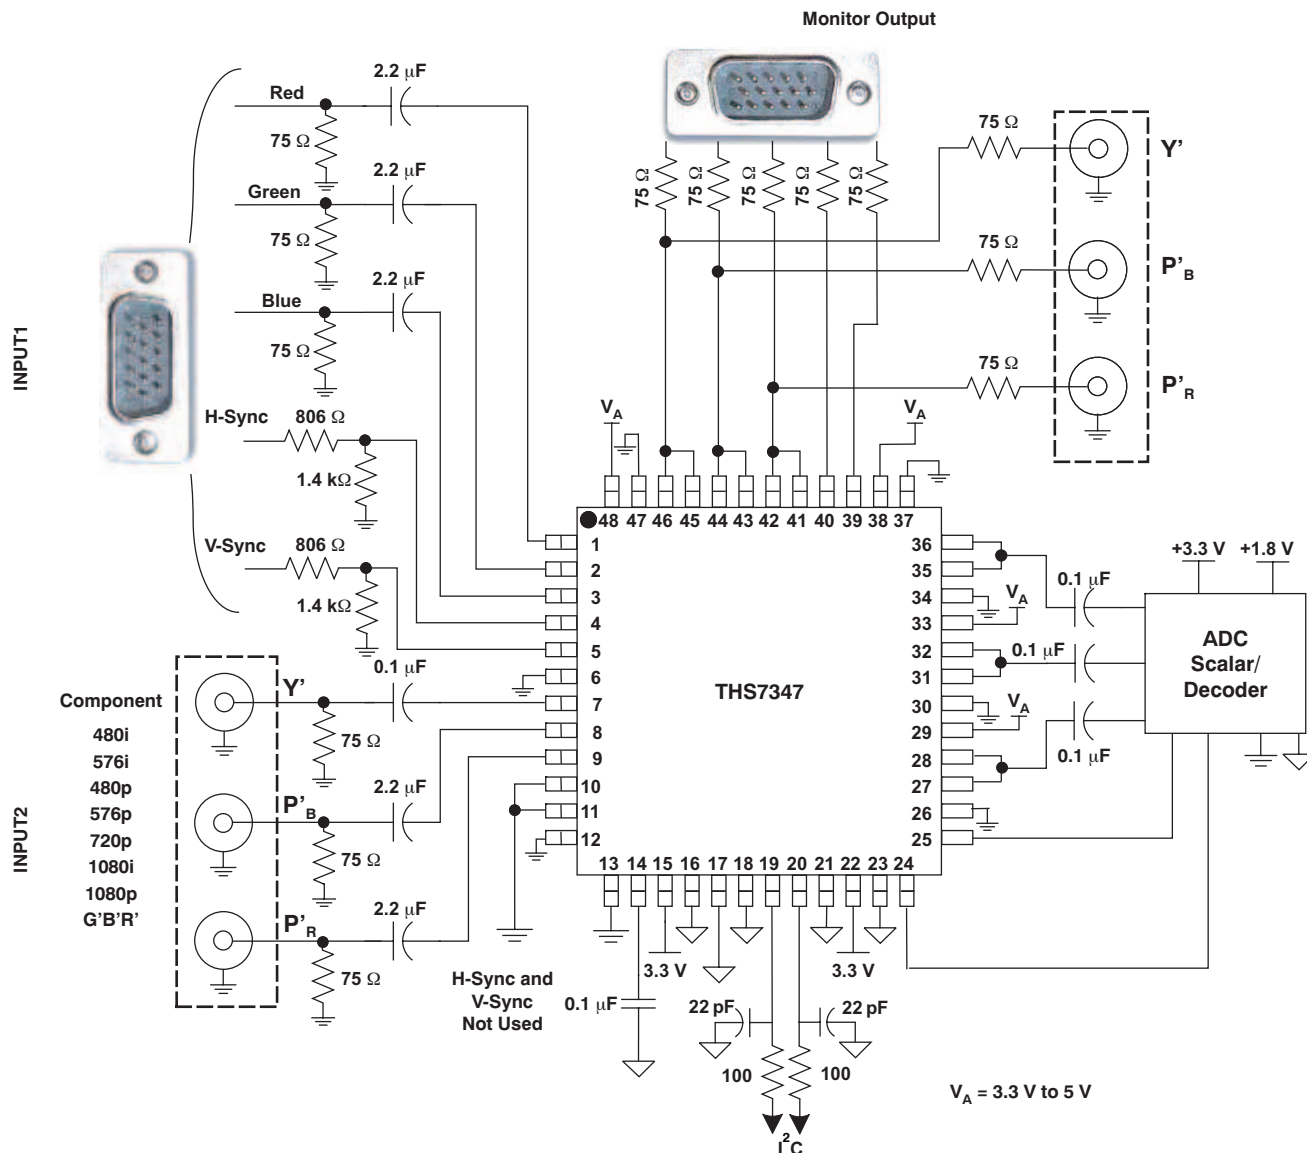 Monitor Output
INPUT1
Red
2.2 μF
75 Ω
Green
2.2 μF
75 Ω
Blue
2.2 μF
75 Ω
H-Sync
806 Ω
1.4 kΩ
V-Sync
806 Ω
1.4 kΩ
75 Ω
75 Ω
75 Ω
75 Ω
75 Ω
75 Ω
Y'
75 Ω
P'B
75 Ω
P'R
VA
VA
48 47 46 45 44 43 42 41 40 39 38 37
1
2
3
4
5
6
7
8
9
10
11
12
THS7347
36
35
34
33
32
31
30
29
28
27
26
25
13 14 15 16 17 18 19 20 21 22 23 24
0.1 μF
VA
0.1 μF
VA
0.1 μF
+3.3 V +1.8 V
ADC
Scalar/
Decoder
INPUT2
Component
480i
576i
480p
576p
720p
1080i
1080p
G'B'R'
Y'
0.1 μF
75 Ω
P'B
2.2 μF
75 Ω
P'R
2.2 μF
75 Ω
H-Sync and
V-Sync
Not Used
0.1 μF
3.3 V
3.3 V
22 pF
22 pF
100
100
I2C
VA = 3.3 V to 5 V